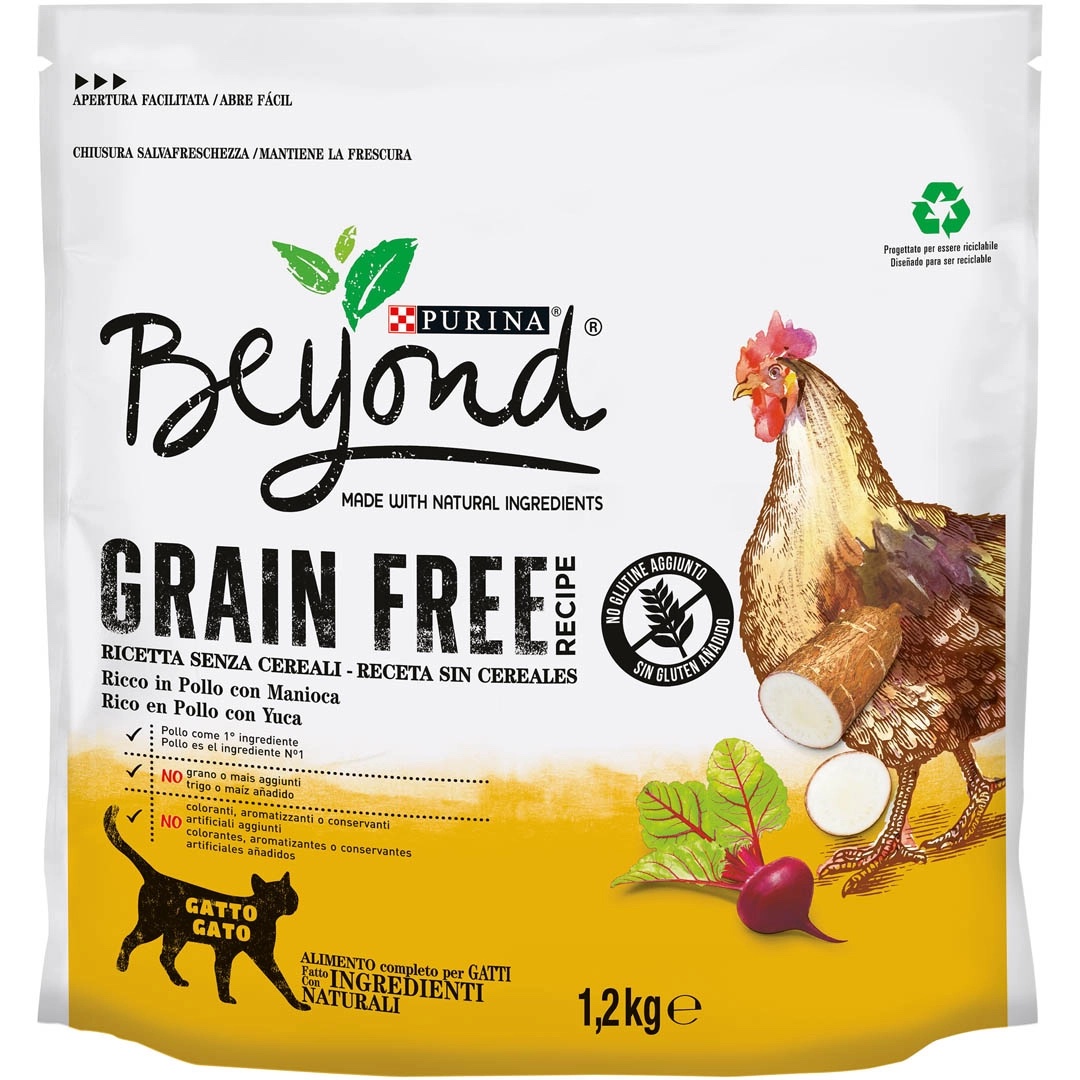 APERTURA FACILITATA / ABRE FÁCIL
CHIUSURA SALVAFRESCHEZZA / MANTIENE LA FRESCURA
Progettato per essere riciclabile
Diseñado para ser reciclable
PURINA®
Beyond®
MADE WITH NATURAL INGREDIENTS
GRAIN FREE RECIPE
NO GLUTINE AGGIUNTO
SIN GLUTEN AÑADIDO
RICETTA SENZA CEREALI - RECETA SIN CEREALES
Ricco in Pollo con Manioca
Rico en Pollo con Yuca
Pollo come 1° ingrediente
Pollo es el ingrediente Nº1
NO grano o mais aggiunti
trigo o maíz añadido
coloranti, aromatizzanti o conservanti
NO artificiali aggiunti
colorantes, aromatizantes o conservantes
artificiales añadidos
GATTO
GATO
ALIMENTO completo per GATTI
Fatto Con INGREDIENTI
NATURALI
1,2 kg e